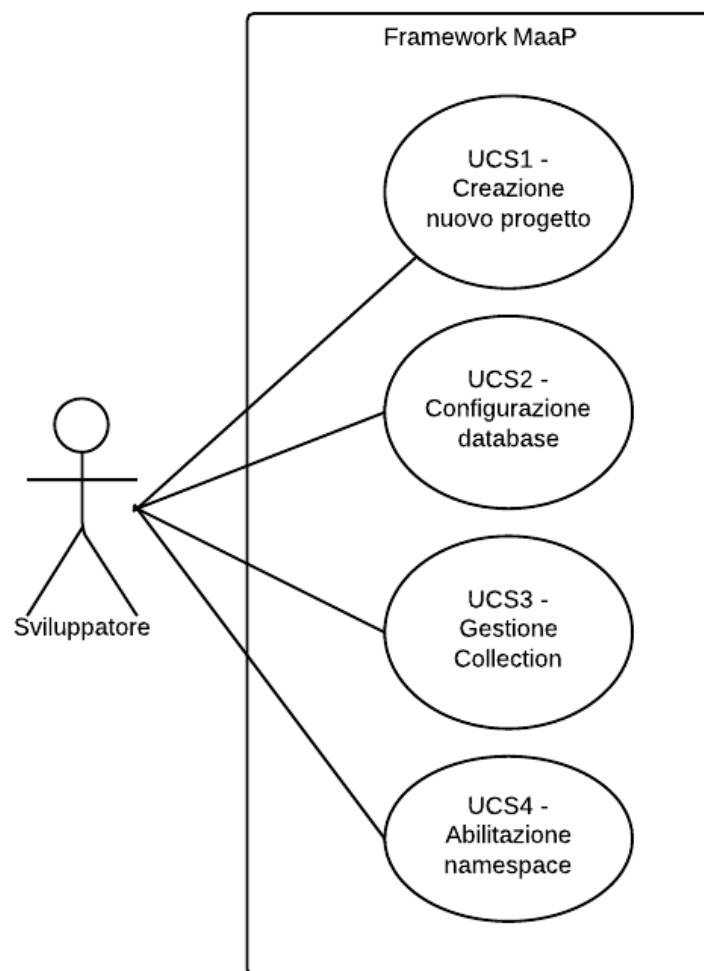 Framework MaaP
UCS1 -
Creazione
nuovo progetto
UCS2 -
Configurazione
database
UCS3 -
Gestione
Collection
Sviluppatore
UCS4 -
Abilitazione
namespace